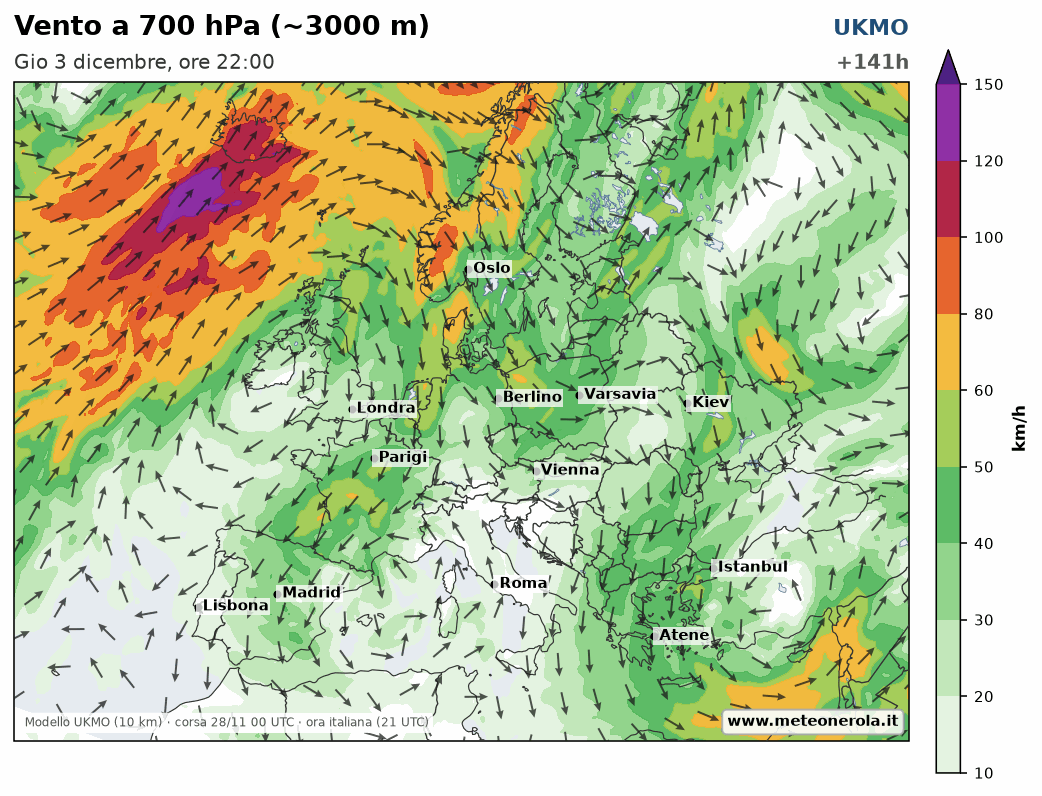 Vento a 700 hPa (~3000 m)
UKMO
Gio 3 dicembre, ore 22:00
+141h
150
120
100
80
60
50
40
30
20
10
km/h
Oslo
Londra
Berlino
Varsavia
Kiev
Parigi
Vienna
Istanbul
Roma
Madrid
Lisbona
Atene
Modello UKMO (10 km) · corsa 28/11 00 UTC · ora italiana (21 UTC)
www.meteonerola.it